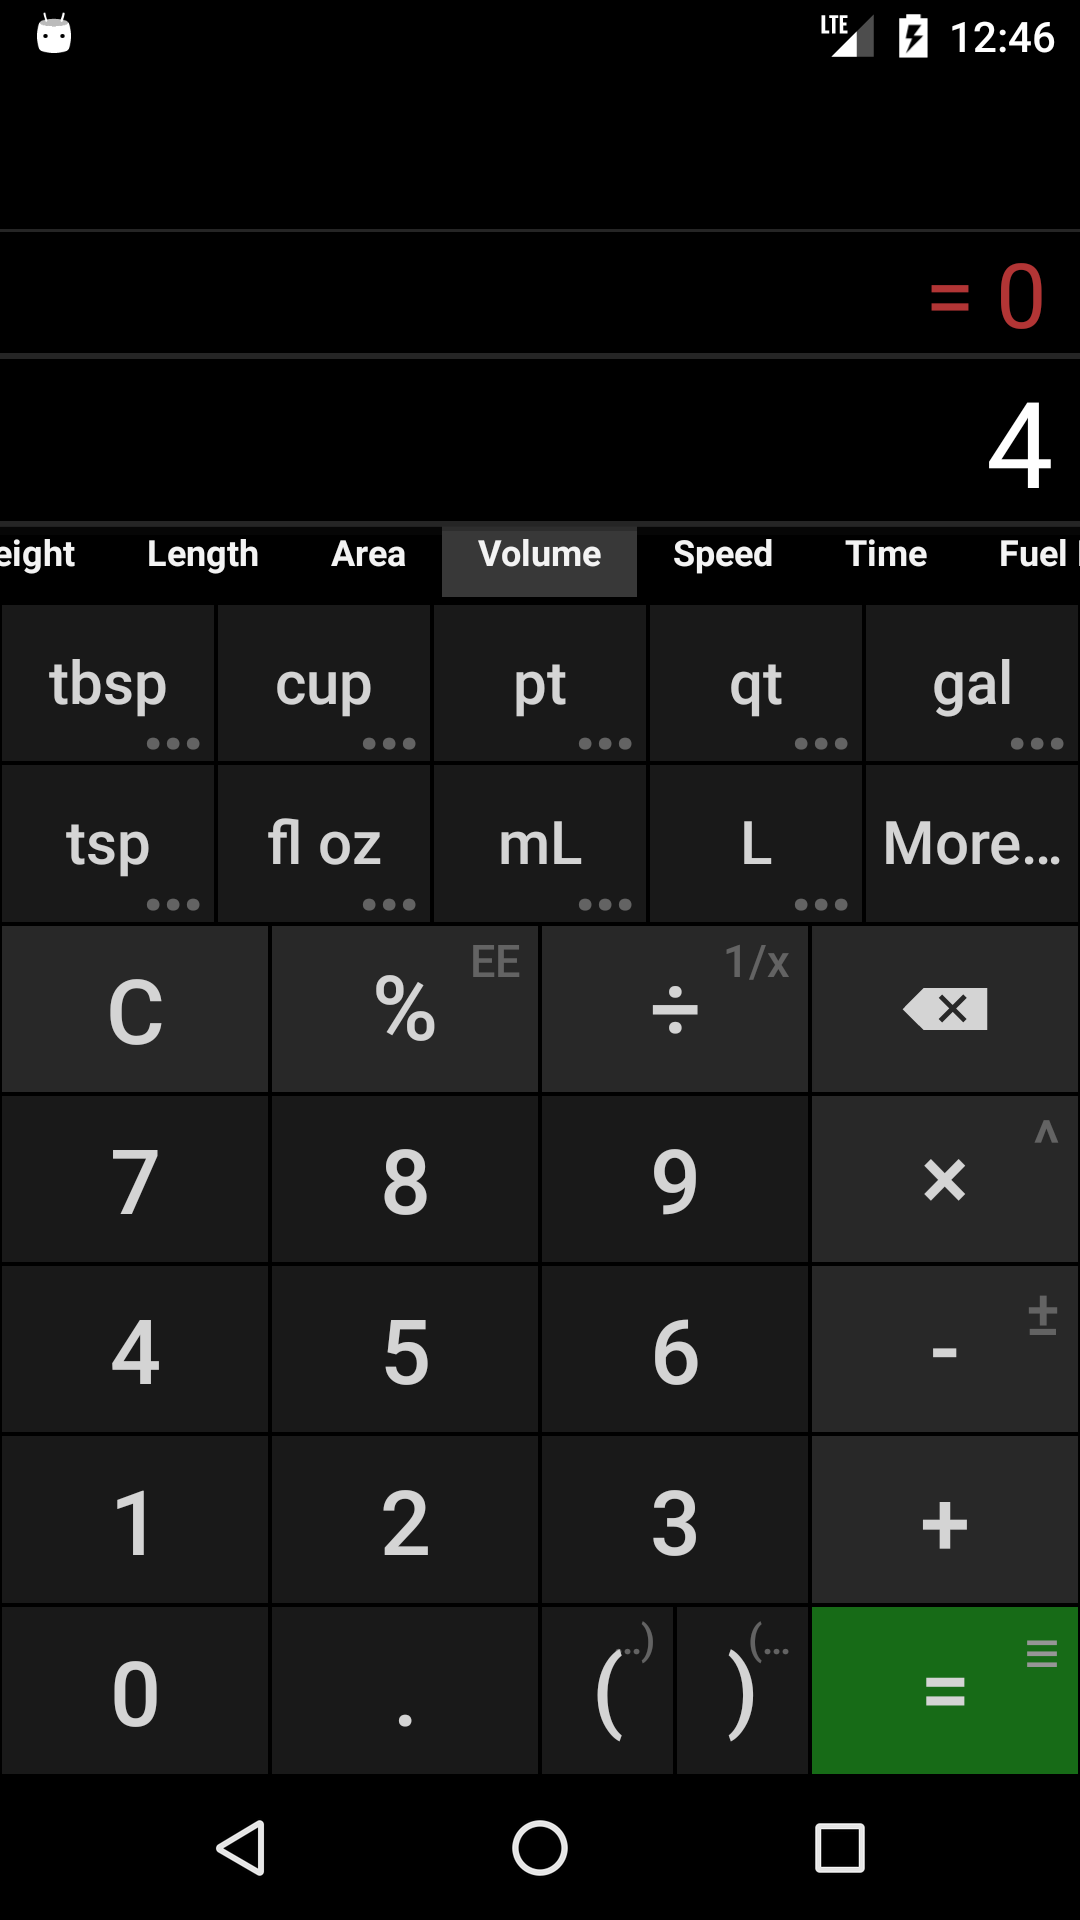 LTE 12:46
= 0
4
eight Length Area Volume Speed Time Fuel
tbsp cup pt qt gal
tsp fl oz mL L More...
C % EE ÷ 1/x
7 8 9 × ^
4 5 6 - ±
1 2 3 +
0 . ( ..) ) (... = ≡